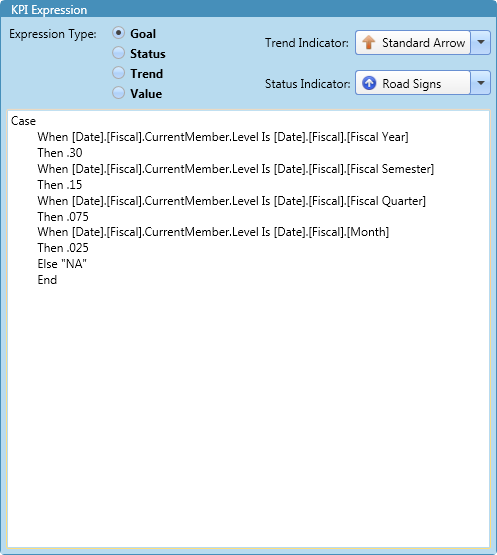 KPI Expression
Expression Type:
Goal
Status
Trend
Value
Trend Indicator:
Standard Arrow
Status Indicator:
Road Signs
Case
When [Date].[Fiscal].CurrentMember.Level Is [Date].[Fiscal].[Fiscal Year]
Then .30
When [Date].[Fiscal].CurrentMember.Level Is [Date].[Fiscal].[Fiscal Semester]
Then .15
When [Date].[Fiscal].CurrentMember.Level Is [Date].[Fiscal].[Fiscal Quarter]
Then .075
When [Date].[Fiscal].CurrentMember.Level Is [Date].[Fiscal].[Month]
Then .025
Else "NA"
End